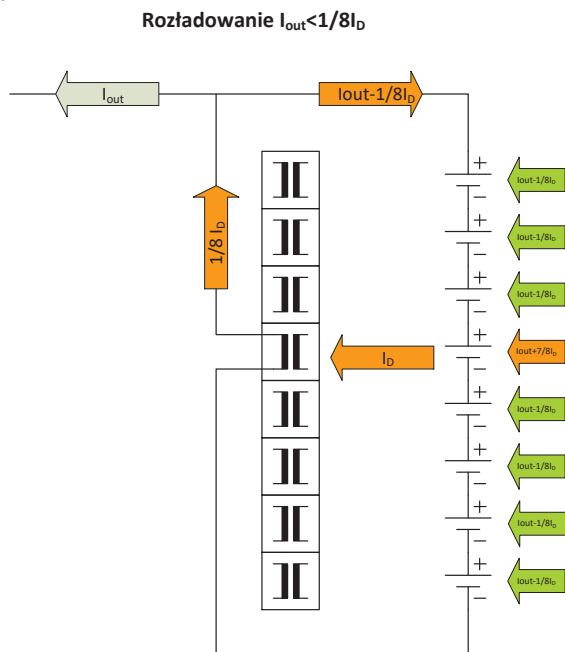 Rozładowanie Iout<1/8ID
Iout
Iout-1/8ID
1/8 ID
ID
+
−
Iout-1/8ID
+
−
Iout-1/8ID
+
−
Iout-1/8ID
+
−
Iout+7/8ID
+
−
Iout-1/8ID
+
−
Iout-1/8ID
+
−
Iout-1/8ID
+
−
Iout-1/8ID